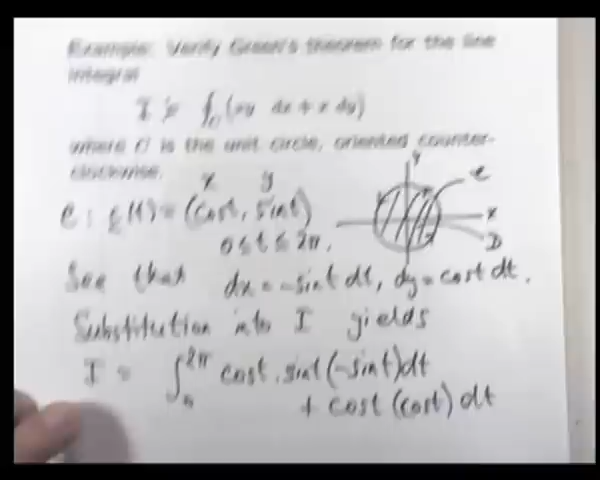 Example: Verify Green's theorem for the line
integral
I = ∮_C (xy dx + x dy)
where C is the unit circle, oriented counter-
clockwise.
x y
C : r(t) = (cost, sint)
0 ≤ t ≤ 2π.
y
C
x
D
See that dx = -sint dt, dy = cost dt.
Substitution into I yields
I = ∫_0^{2π} cost . sint (-sint) dt
+ cost (cost) dt